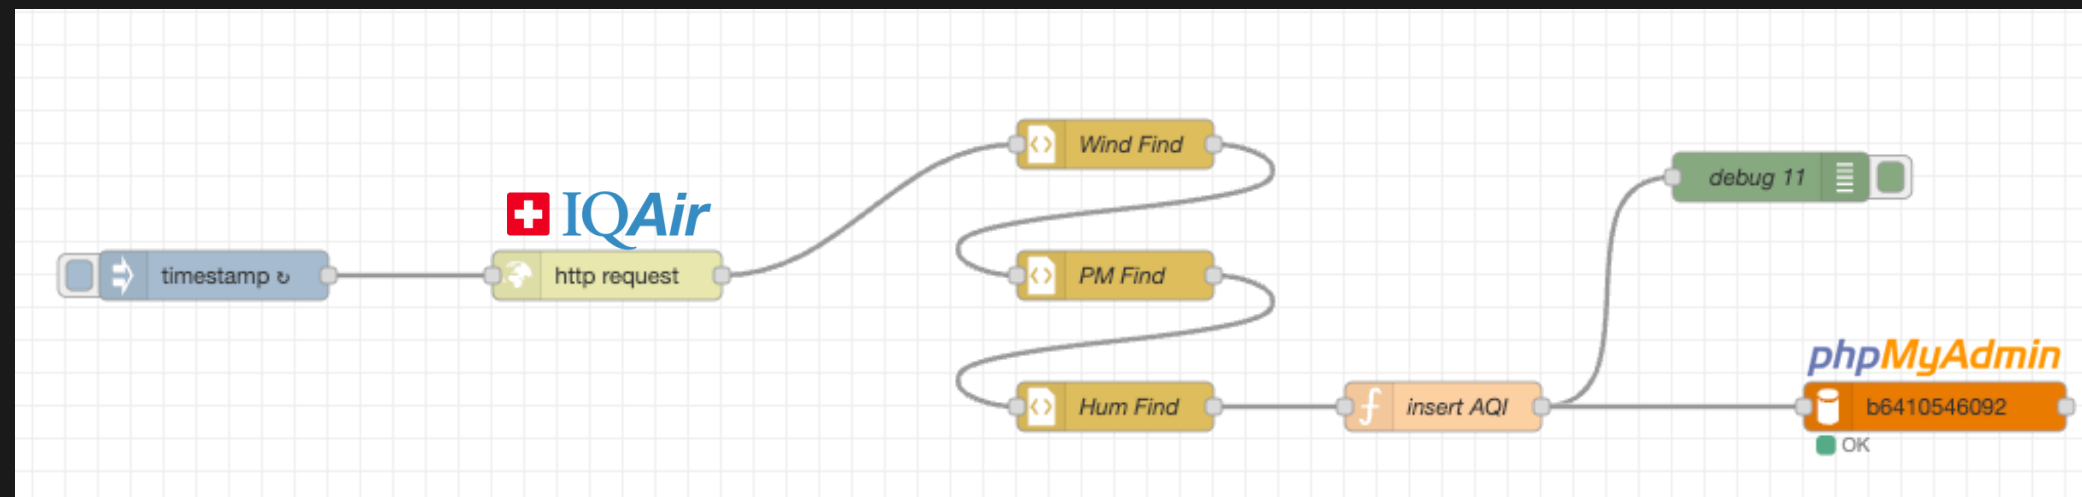 timestamp ↻
IQAir
http request
Wind Find
PM Find
Hum Find
insert AQI
debug 11
phpMyAdmin
b6410546092
OK